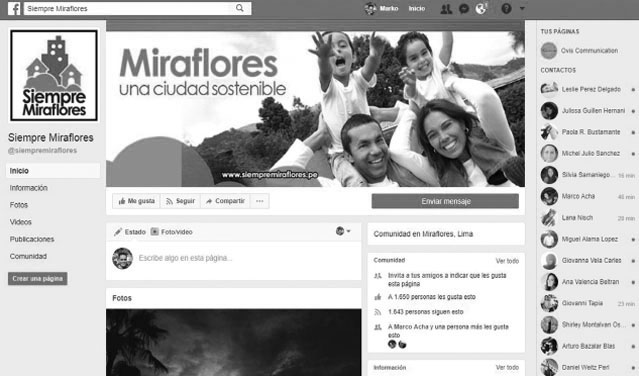 Siempre Miraflores
Marko
Inicio
Siempre
Miraflores
Siempre Miraflores
@siempremiraflores
Inicio
Información
Fotos
Videos
Publicaciones
Comunidad
Crear una página
Miraflores
una ciudad sostenible
www.siempremiraflores.pe
Me gusta
Seguir
Compartir
Enviar mensaje
Estado
Foto/video
Escribe algo en esta página...
Fotos
Comunidad en Miraflores, Lima
Comunidad
Ver todo
Invita a tus amigos a indicar que les gusta
esta página
A 1.650 personas les gusta esto
1.643 personas siguen esto
A Marco Acha y una persona más les gusta
esto
Información
Ver todo
TUS PÁGINAS
Ovis Communication
CONTACTOS
Leslie Perez Delgado
Julissa Guillen Hernani
Paola R. Bustamante
Michel Julio Sanchez
Silvia Samaniego... 16 min
Marco Acha 46 min
Lana Nisch 20 min
Miguel Alama Lopez
Giovanna Vela Carles
Ana Valencia Beltran
Giovanni Tapia 23 min
Shirley Montalvan Os...
Arturo Bazalar Blas
Daniel Weitz Perl